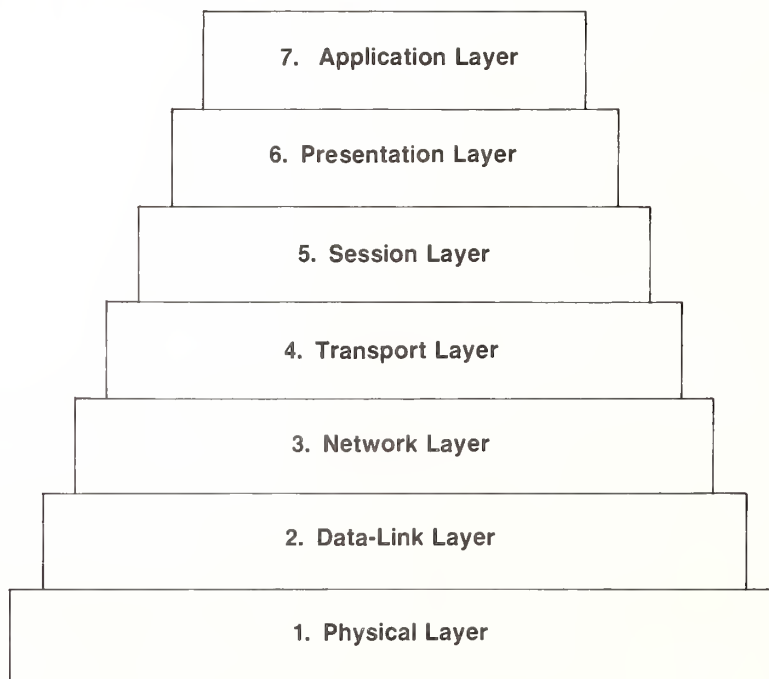 7. Application Layer
6. Presentation Layer
5. Session Layer
4. Transport Layer
3. Network Layer
2. Data-Link Layer
1. Physical Layer